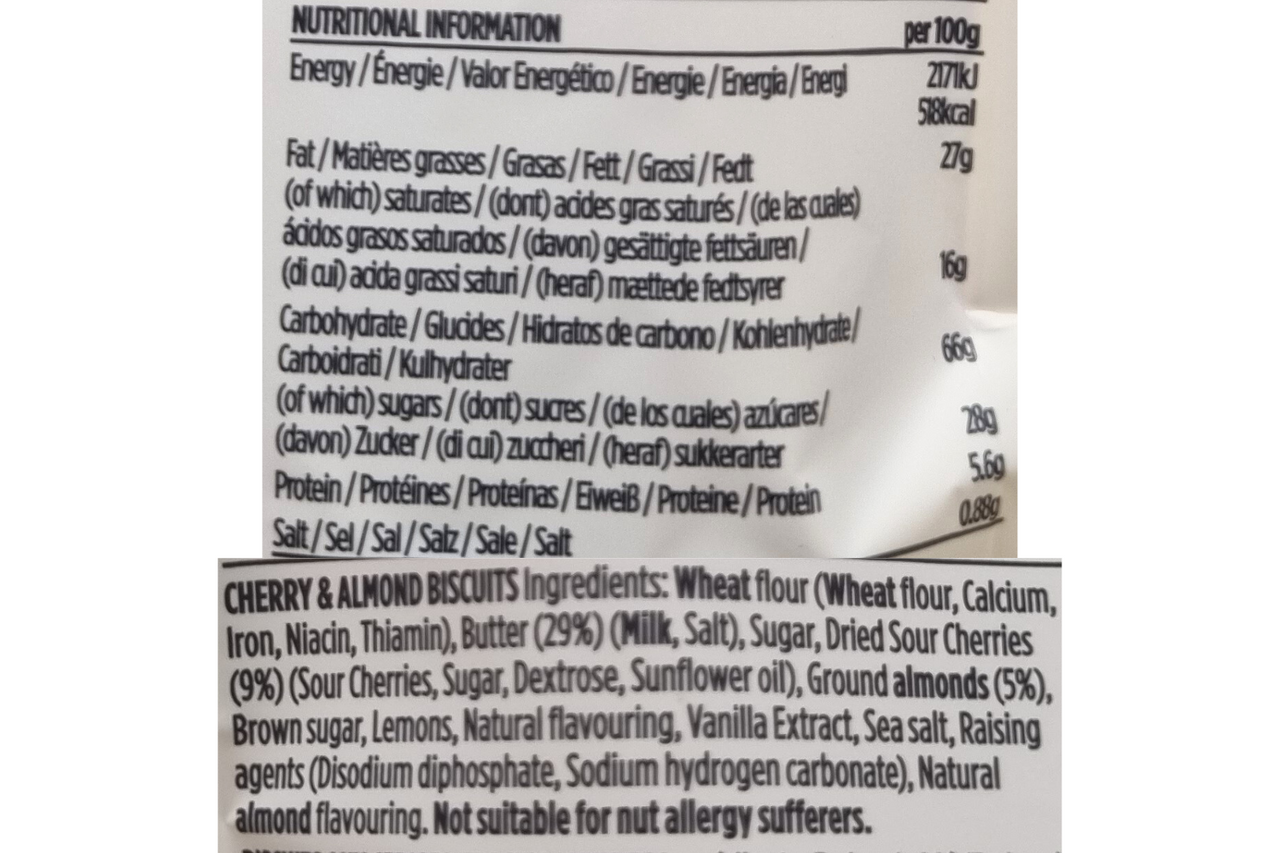 NUTRITIONAL INFORMATION per 100g
Energy / Énergie / Valor Energético / Energie / Energia / Energi 2171kJ
518kcal
Fat / Matières grasses / Grasas / Fett / Grassi / Fedt 27g
(of which) saturates / (dont) acides gras saturés / (de las cuales)
ácidos grasos saturados / (davon) gesättigte fettsäuren /
(di cui) acida grassi saturi / (heraf) mættede fedtsyrer 16g
Carbohydrate / Glucides / Hidratos de carbono / Kohlenhydrate /
Carboidrati / Kulhydrater 66g
(of which) sugars / (dont) sucres / (de los cuales) azúcares /
(davon) Zucker / (di cui) zuccheri / (heraf) sukkerarter 28g
Protein / Protéines / Proteínas / Eiweiß / Proteine / Protein 5.6g
Salt / Sel / Sal / Satz / Sale / Salt 0.88g
CHERRY & ALMOND BISCUITS Ingredients: Wheat flour (Wheat flour, Calcium,
Iron, Niacin, Thiamin), Butter (29%) (Milk, Salt), Sugar, Dried Sour Cherries
(9%) (Sour Cherries, Sugar, Dextrose, Sunflower oil), Ground almonds (5%),
Brown sugar, Lemons, Natural flavouring, Vanilla Extract, Sea salt, Raising
agents (Disodium diphosphate, Sodium hydrogen carbonate), Natural
almond flavouring. Not suitable for nut allergy sufferers.